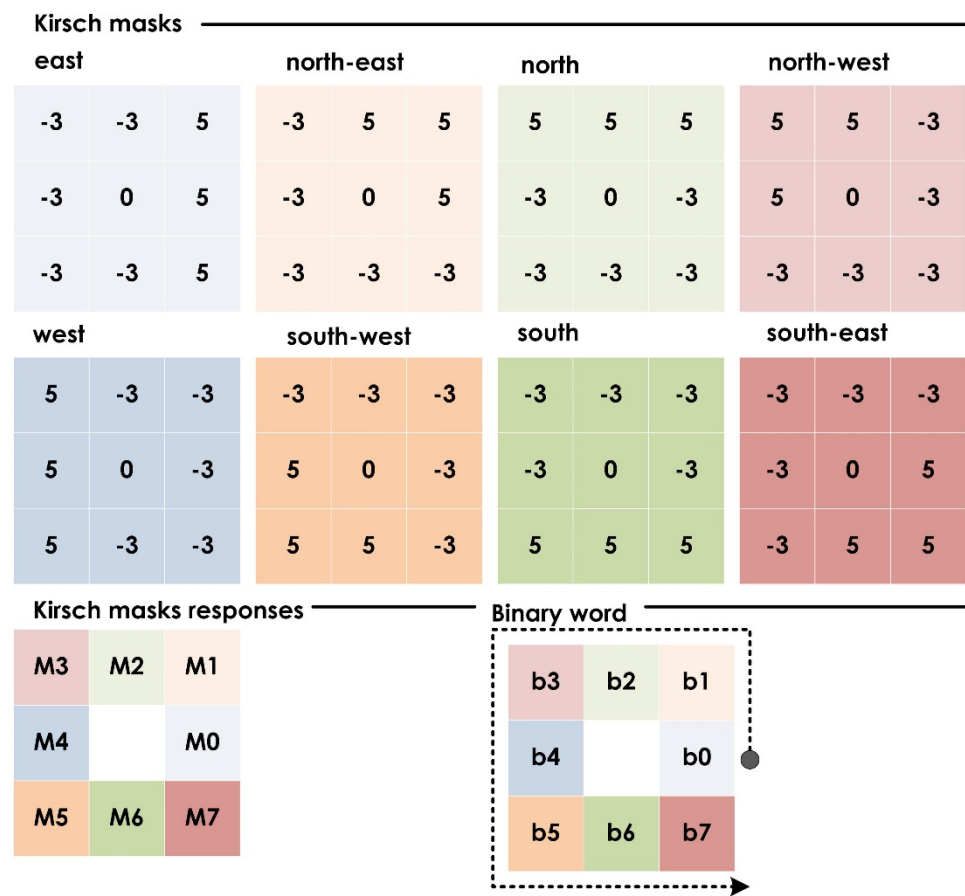 Kirsch masks
east north-east north north-west
-3 -3 5 -3 5 5 5 5 5 5 5 -3
-3 0 5 -3 0 5 -3 0 -3 5 0 -3
-3 -3 5 -3 -3 -3 -3 -3 -3 -3 -3 -3
west south-west south south-east
5 -3 -3 -3 -3 -3 -3 -3 -3 -3 -3 -3
5 0 -3 5 0 -3 -3 0 -3 -3 0 5
5 -3 -3 5 5 -3 5 5 5 -3 5 5
Kirsch masks responses Binary word
M3 M2 M1 b3 b2 b1
M4 M0 b4 b0
M5 M6 M7 b5 b6 b7